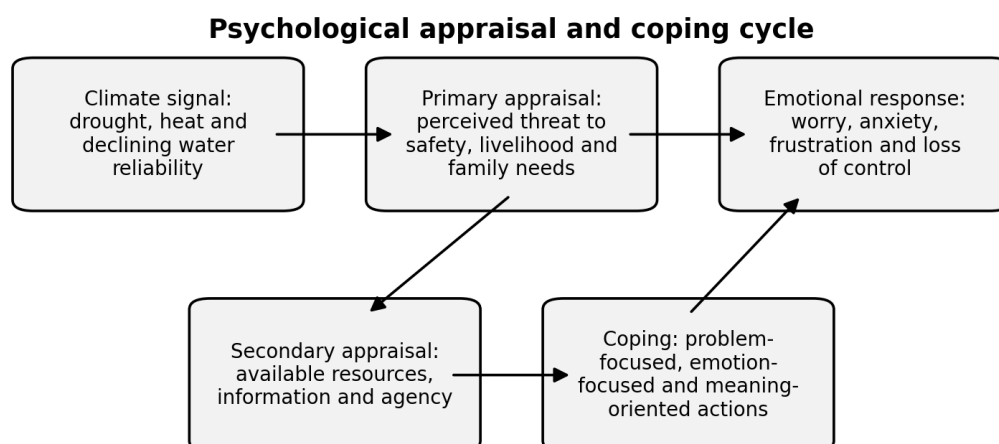 Psychological appraisal and coping cycle
Climate signal:
drought, heat and
declining water
reliability
Primary appraisal:
perceived threat to
safety, livelihood and
family needs
Emotional response:
worry, anxiety,
frustration and loss
of control
Secondary appraisal:
available resources,
information and agency
Coping: problem-
focused, emotion-
focused and meaning-
oriented actions